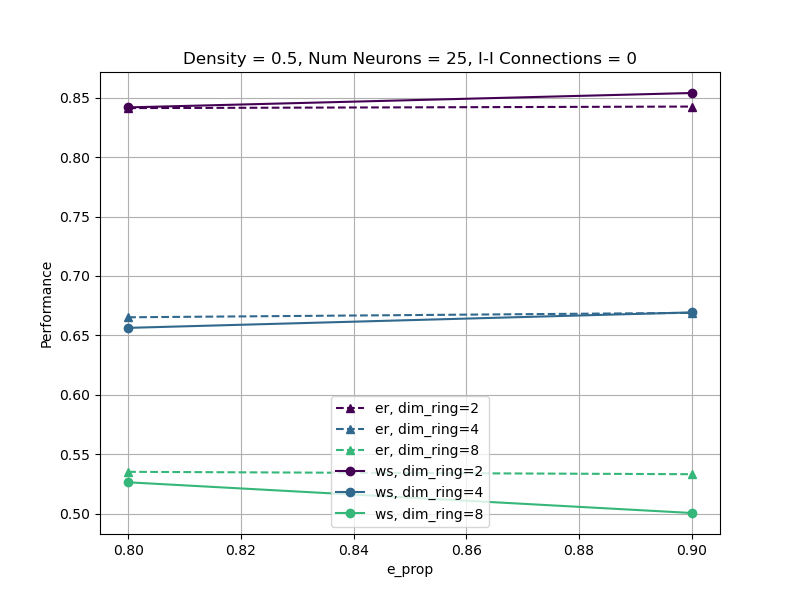 Density = 0.5, Num Neurons = 25, I-I Connections = 0
0.85
0.80
0.75
0.70
0.65
0.60
0.55
0.50
Performance
er, dim_ring=2
er, dim_ring=4
er, dim_ring=8
ws, dim_ring=2
ws, dim_ring=4
ws, dim_ring=8
0.80 0.82 0.84 0.86 0.88 0.90
e_prop